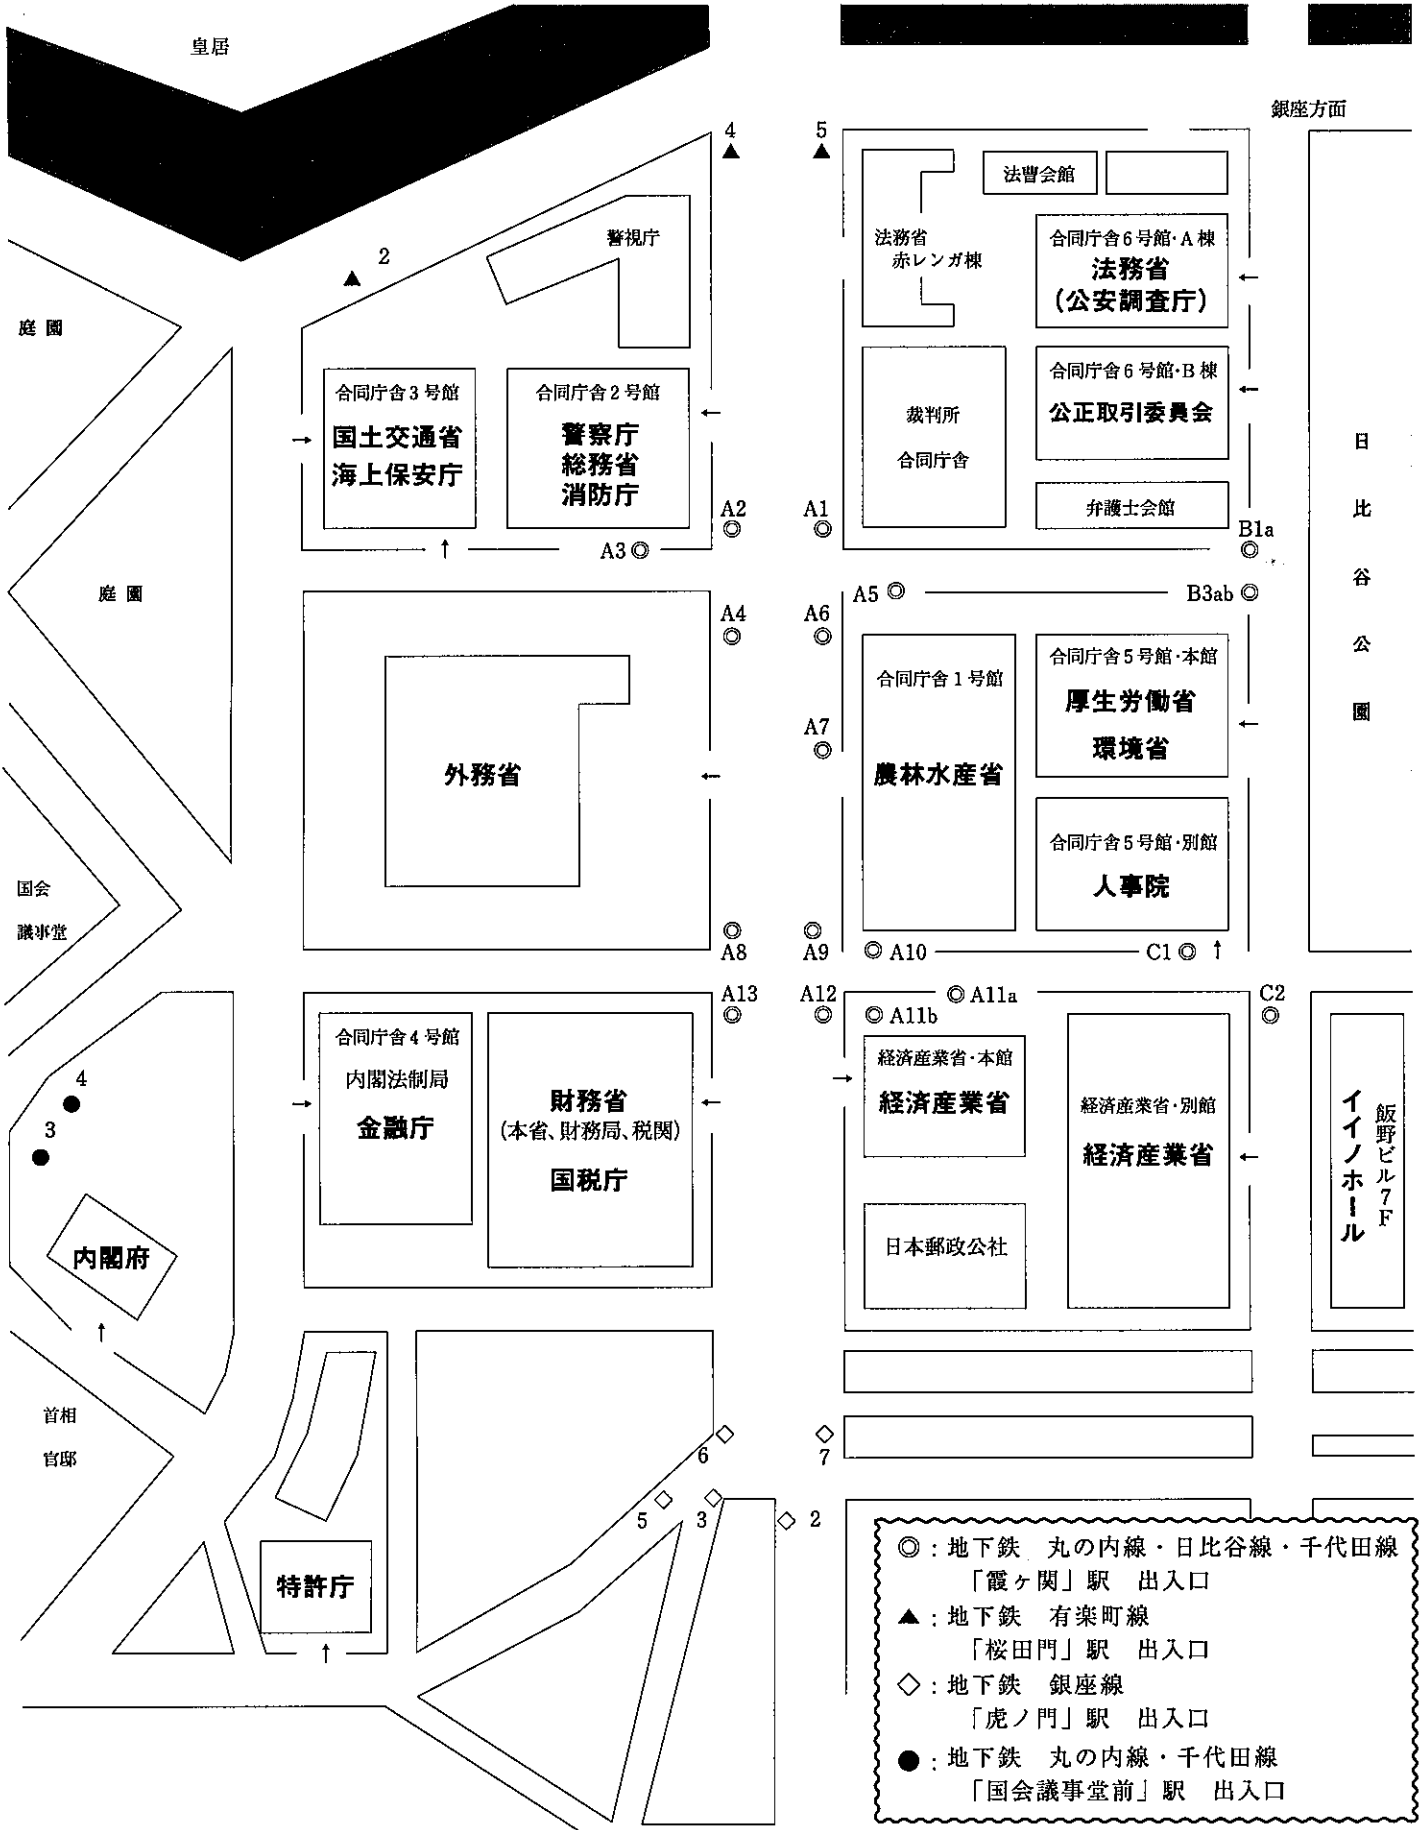 皇居
銀座方面
4
5
法曹会館
2
警視庁
法務省
赤レンガ棟
合同庁舎6号館・A棟
法務省
(公安調査庁)
庭園
合同庁舎3号館
国土交通省
海上保安庁
合同庁舎2号館
警察庁
総務省
消防庁
裁判所
合同庁舎
合同庁舎6号館・B棟
公正取引委員会
弁護士会館
日比谷公園
A2
A1
A3
B1a
庭園
A4
A6
A5
B3ab
外務省
A7
合同庁舎1号館
農林水産省
合同庁舎5号館・本館
厚生労働省
環境省
合同庁舎5号館・別館
人事院
国会
議事堂
A8
A9
A10
C1
A13
A12
A11a
A11b
C2
4
3
内閣府
合同庁舎4号館
内閣法制局
金融庁
財務省
(本省、財務局、税関)
国税庁
経済産業省・本館
経済産業省
日本郵政公社
経済産業省・別館
経済産業省
飯野ビル7F
イイノホール
首相
官邸
6
7
5
3
2
特許庁
◎:地下鉄 丸の内線・日比谷線・千代田線
「霞ヶ関」駅 出入口
▲:地下鉄 有楽町線
「桜田門」駅 出入口
◇:地下鉄 銀座線
「虎ノ門」駅 出入口
●:地下鉄 丸の内線・千代田線
「国会議事堂前」駅 出入口